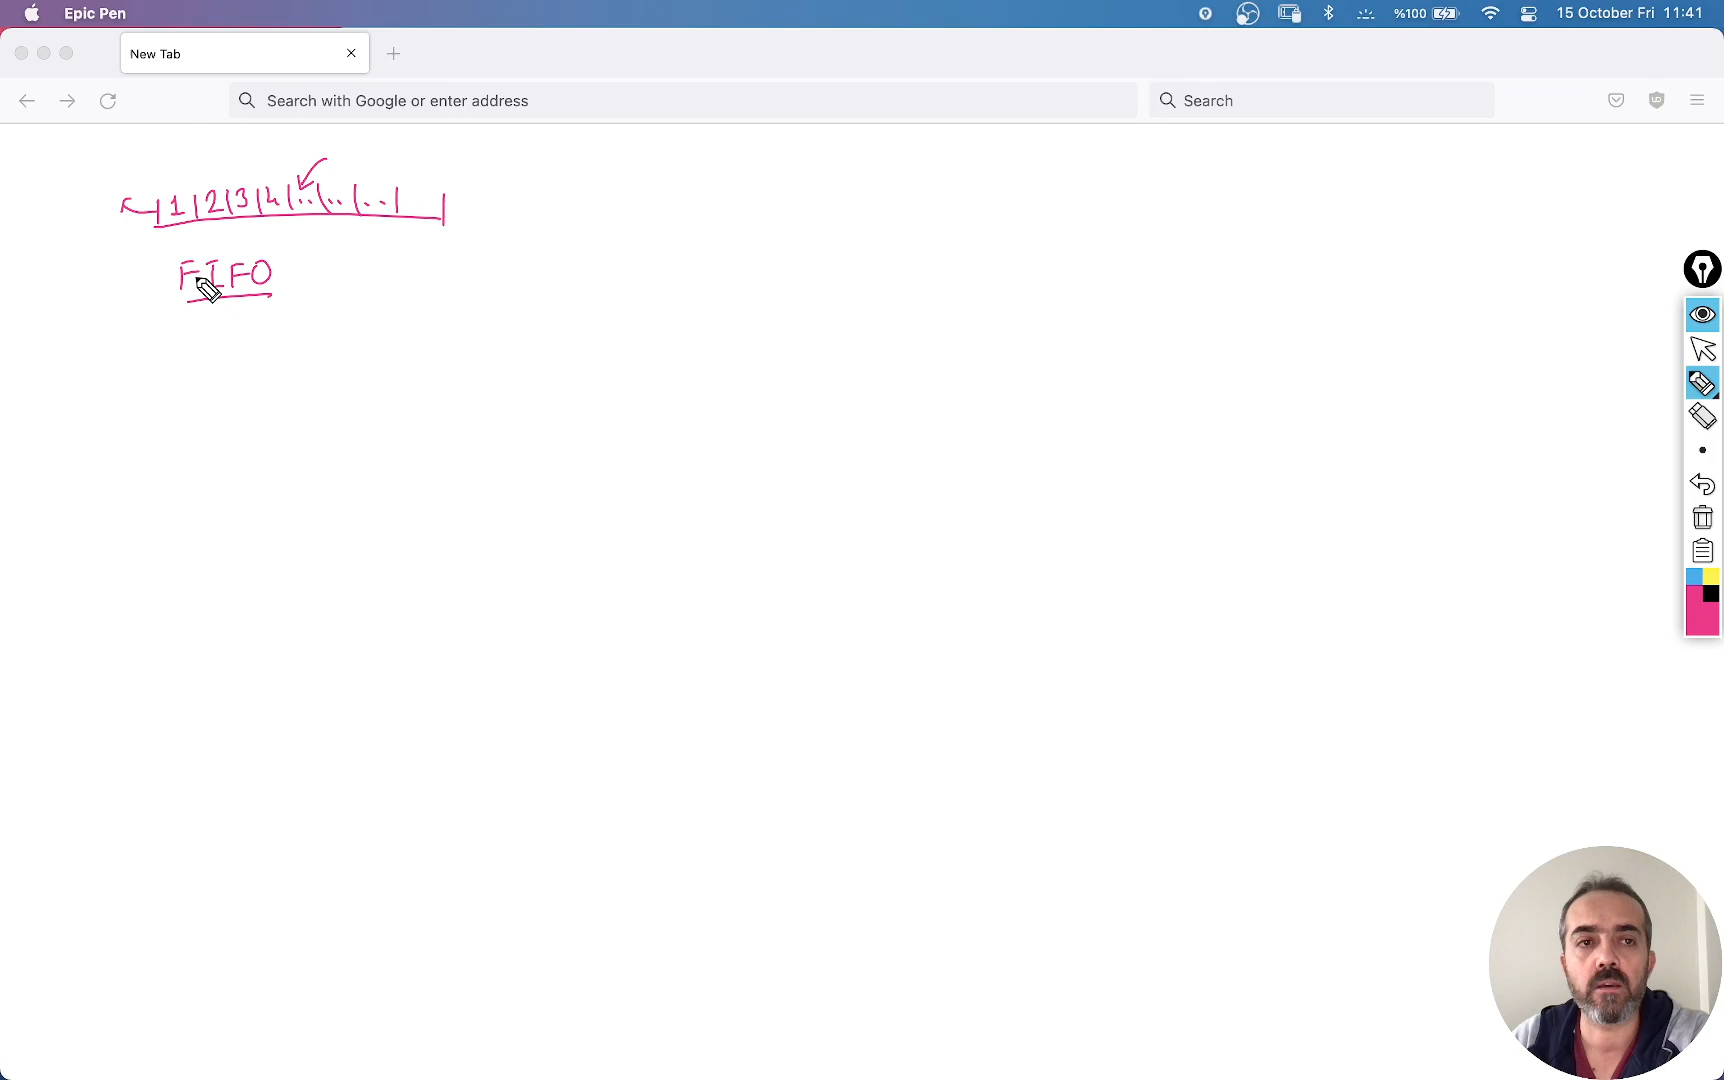 Epic Pen
%100
15 October Fri 11:41
New Tab
Search with Google or enter address
Search
1 | 2 | 3 | 4 | .. | .. | .. |
FIFO